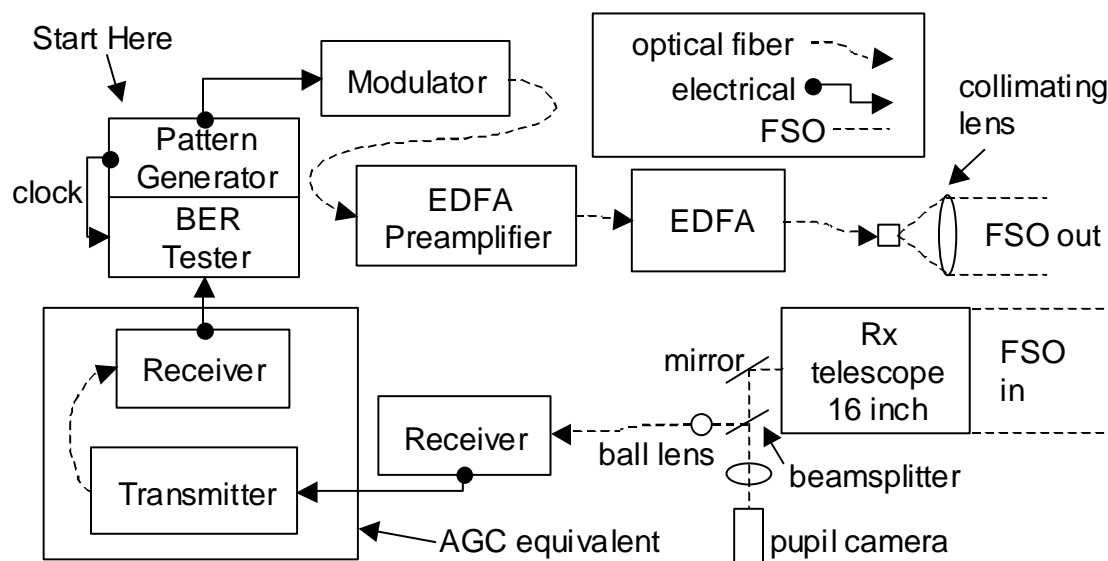 Start Here
Modulator
optical fiber
electrical
FSO
collimating
lens
Pattern
Generator
clock
BER
Tester
EDFA
Preamplifier
EDFA
FSO out
Receiver
Transmitter
AGC equivalent
Receiver
ball lens
mirror
beamsplitter
pupil camera
Rx
telescope
16 inch
FSO
in